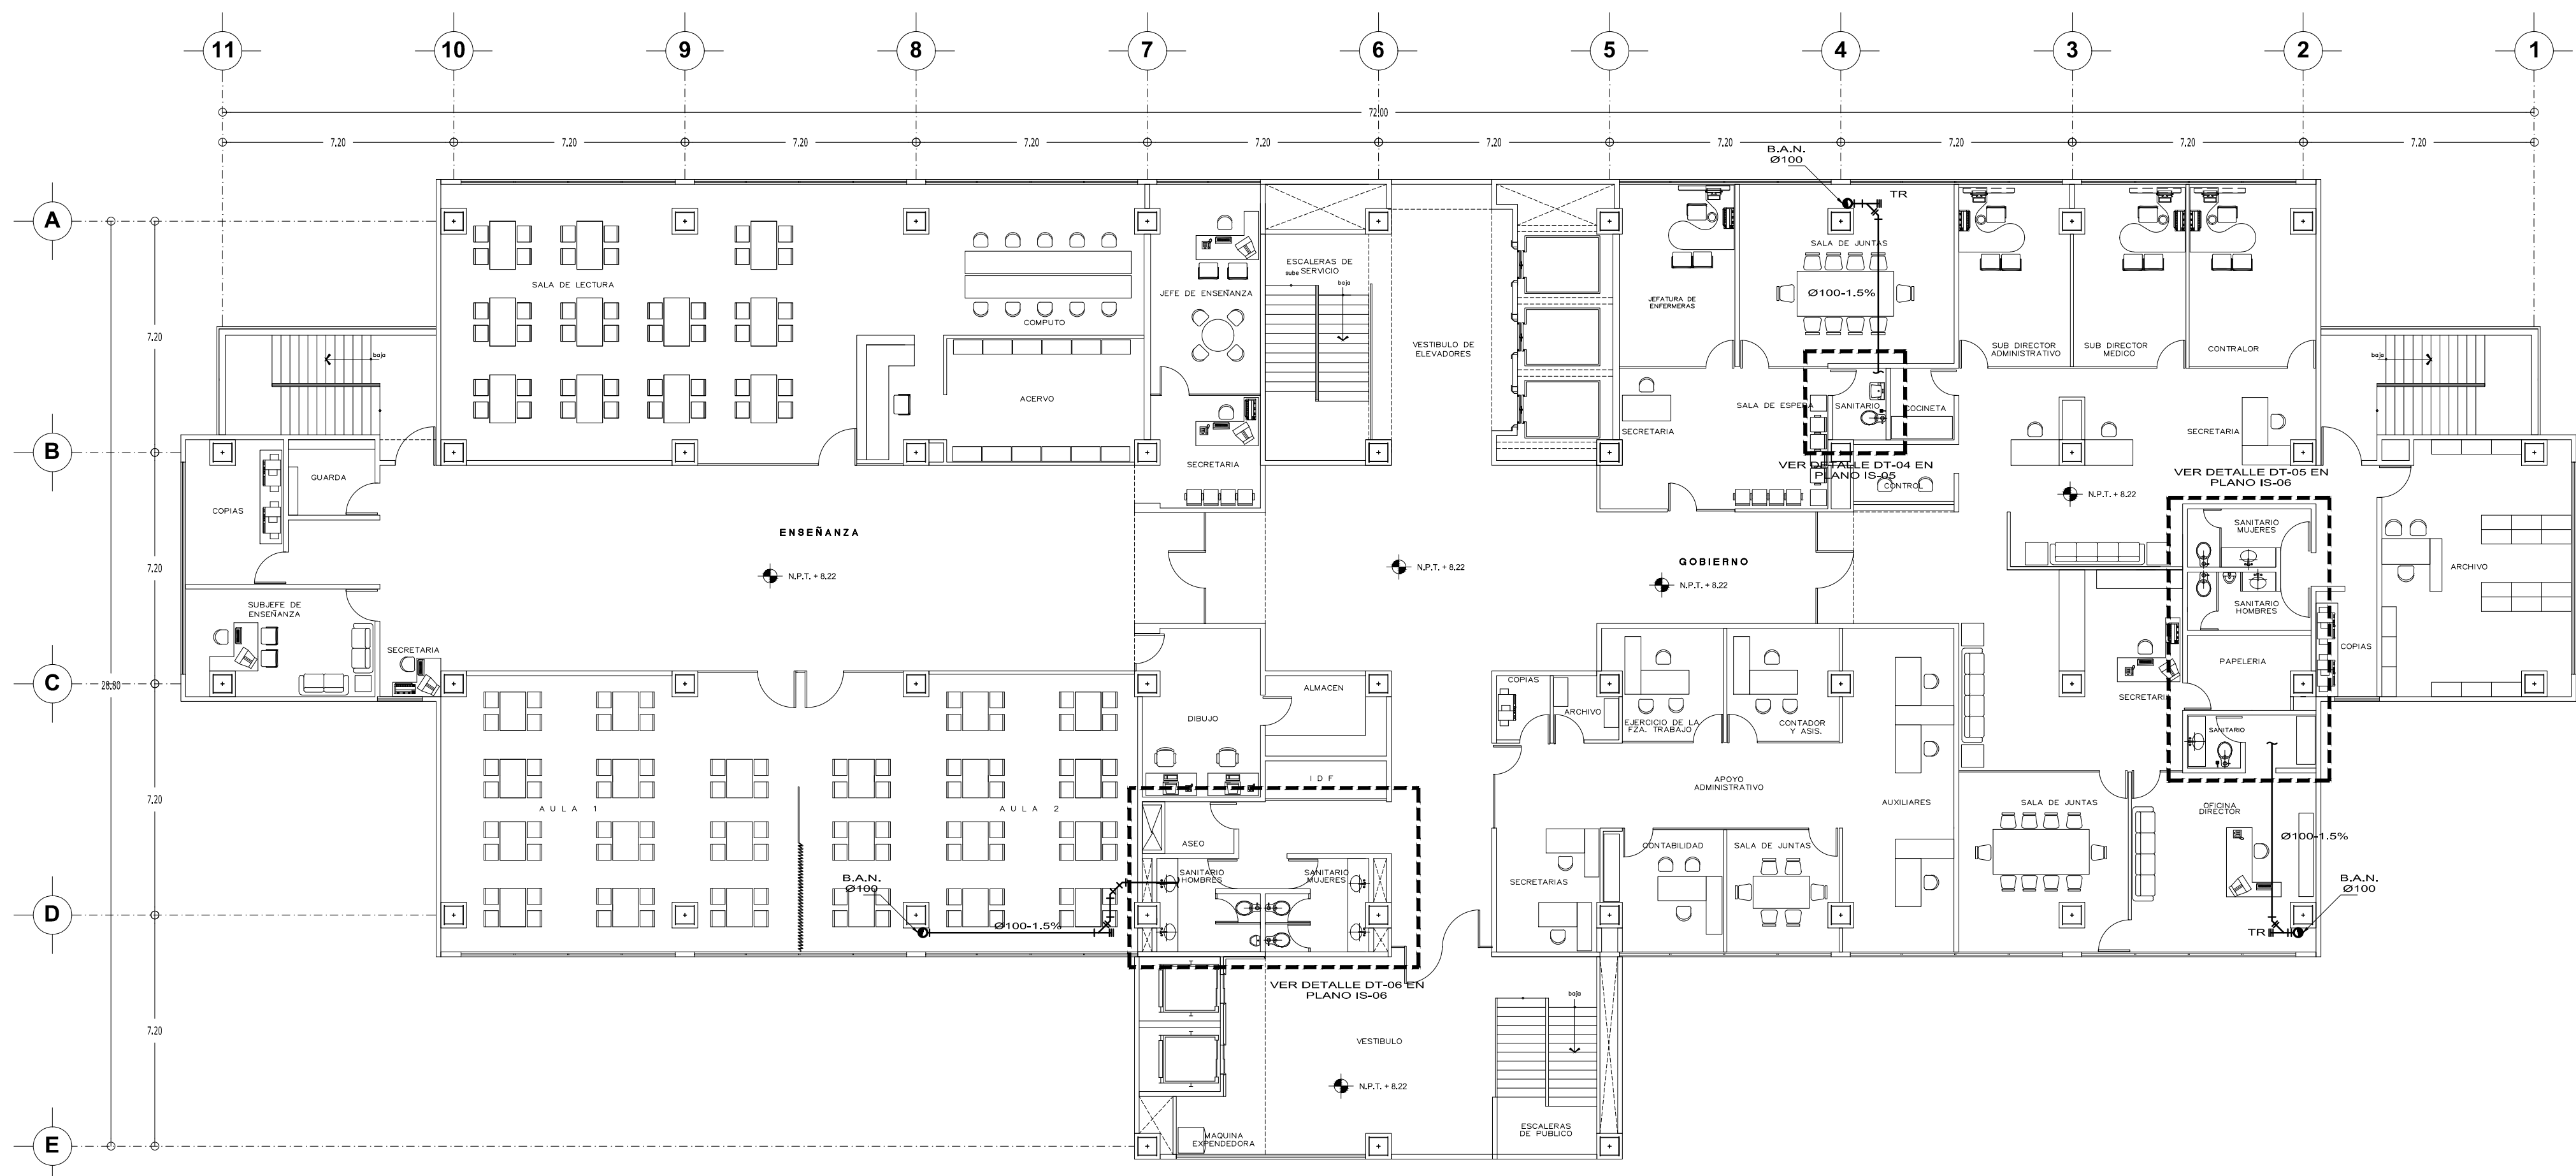 11 10 9 8 7 6 5 4 3 2 1
72.00
7.20 7.20 7.20 7.20 7.20 7.20 7.20 7.20 7.20 7.20
B.A.N.
Ø100
TR
A
B
C
D
E
7.20
7.20
7.20
7.20
28.80
SALA DE LECTURA
COMPUTO
ACERVO
JEFE DE ENSEÑANZA
SECRETARIA
ESCALERAS DE
SERVICIO
sube
baja
VESTIBULO DE
ELEVADORES
JEFATURA DE
ENFERMERAS
SALA DE JUNTAS
Ø100-1.5%
SUB DIRECTOR
ADMINISTRATIVO
SUB DIRECTOR
MEDICO
CONTRALOR
baja
baja
SECRETARIA
SALA DE ESPERA
SANITARIO
COCINETA
SECRETARIA
VER DETALLE DT-04 EN
PLANO IS-05
CONTROL
VER DETALLE DT-05 EN
PLANO IS-06
N.P.T. + 8.22
GUARDA
COPIAS
ENSEÑANZA
N.P.T. + 8.22
N.P.T. + 8.22
GOBIERNO
N.P.T. + 8.22
SANITARIO
MUJERES
SANITARIO
HOMBRES
ARCHIVO
SUBJEFE DE
ENSEÑANZA
SECRETARIA
PAPELERIA
COPIAS
SECRETARIA
SANITARIO
DIBUJO
ALMACEN
COPIAS
ARCHIVO
EJERCICIO DE LA
FZA. TRABAJO
CONTADOR
Y ASIS.
I D F
APOYO
ADMINISTRATIVO
AUXILIARES
SALA DE JUNTAS
OFICINA
DIRECTOR
Ø100-1.5%
AULA 1
AULA 2
ASEO
SANITARIO
HOMBRES
SANITARIO
MUJERES
SECRETARIAS
CONTABILIDAD
SALA DE JUNTAS
B.A.N.
Ø100
Ø100-1.5%
B.A.N.
Ø100
TR
VER DETALLE DT-06 EN
PLANO IS-06
baja
VESTIBULO
N.P.T. + 8.22
MAQUINA
EXPENDEDORA
ESCALERAS
DE PUBLICO